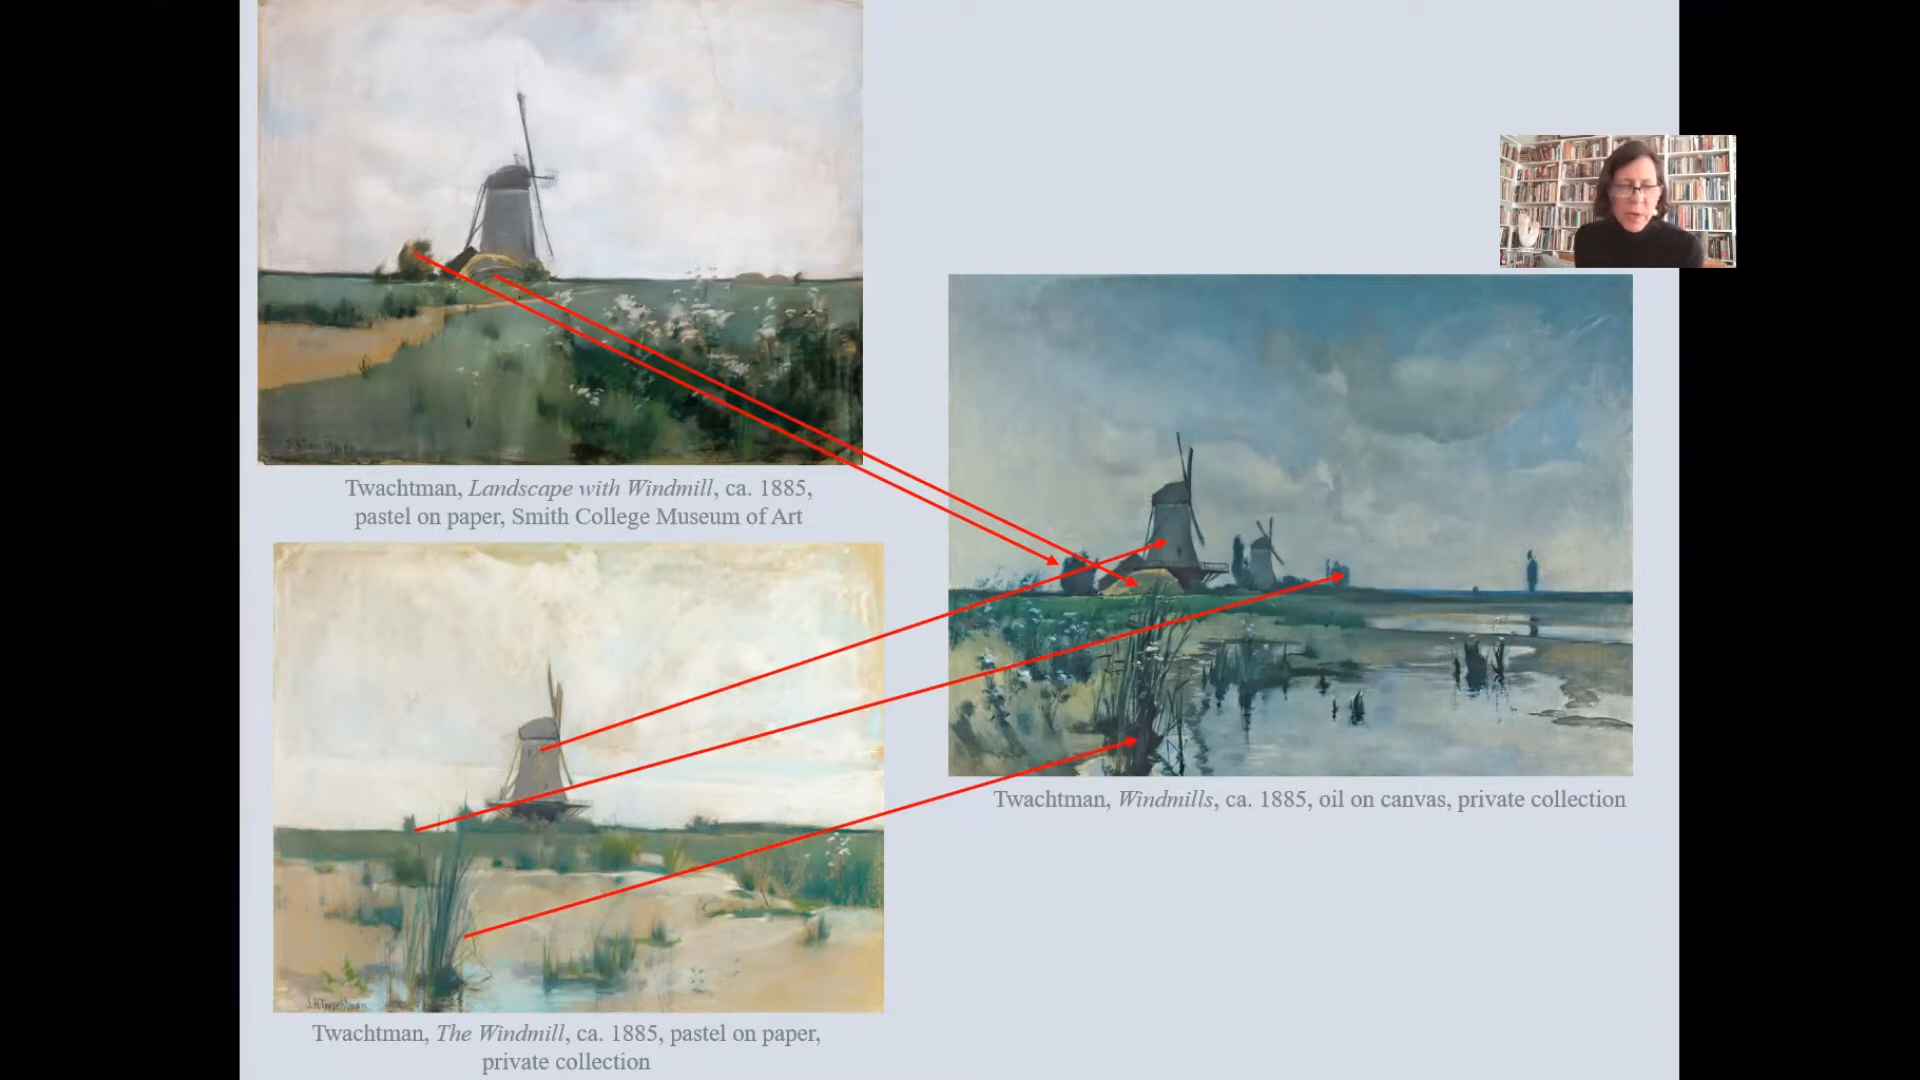 Twachtman, Landscape with Windmill, ca. 1885,
pastel on paper, Smith College Museum of Art
Twachtman, Windmills, ca. 1885, oil on canvas, private collection
Twachtman, The Windmill, ca. 1885, pastel on paper,
private collection